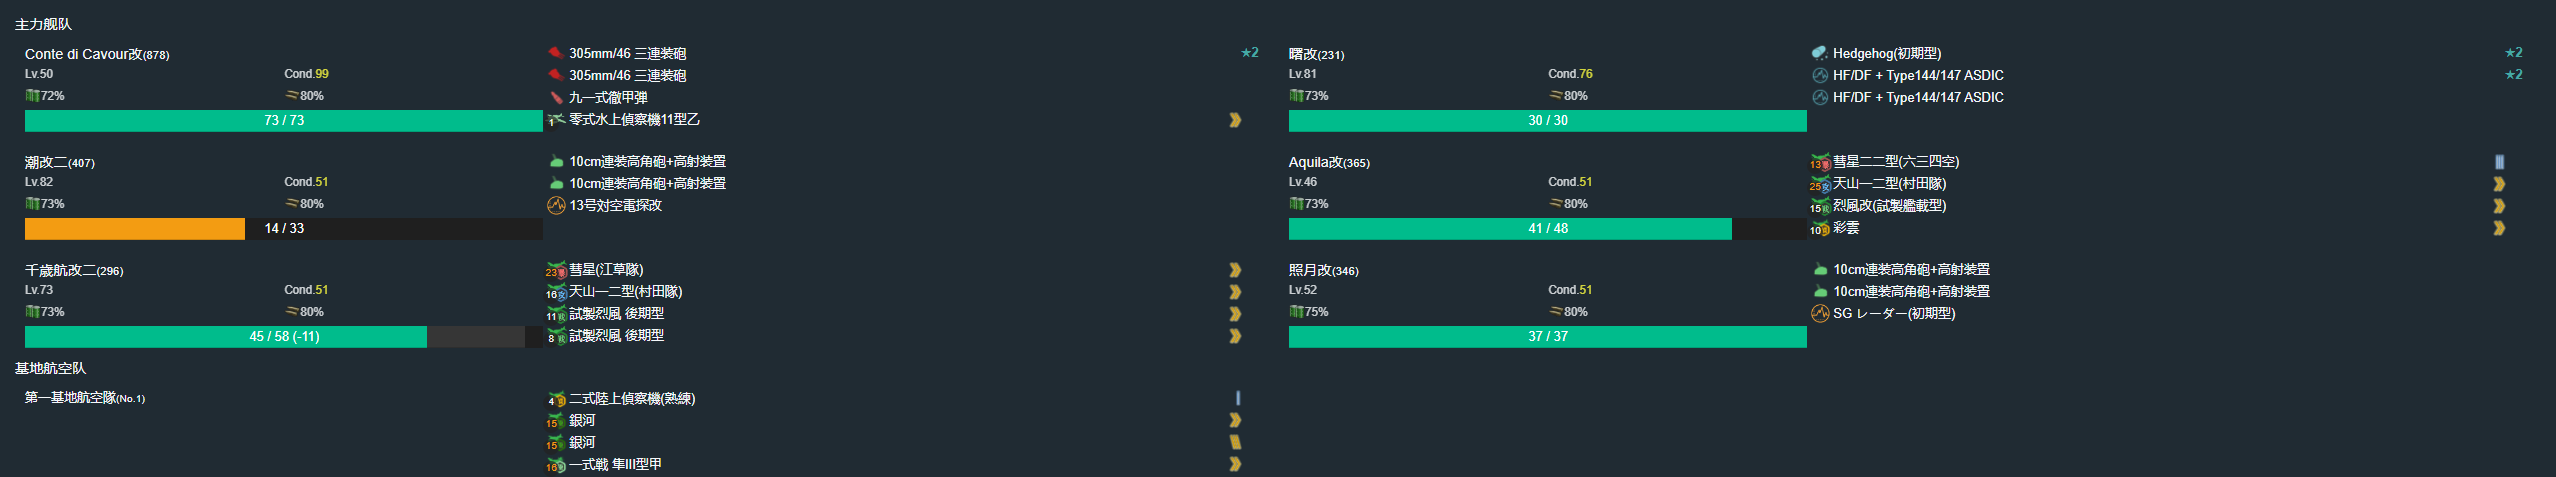 主力舰队
Conte di Cavour改(878)
Lv.50 Cond.99
72% 80%
73 / 73
305mm/46 三連装砲 ★2
305mm/46 三連装砲
九一式徹甲弾
1 零式水上偵察機11型乙
曙改(231)
Lv.81 Cond.76
73% 80%
30 / 30
Hedgehog(初期型) ★2
HF/DF + Type144/147 ASDIC ★2
HF/DF + Type144/147 ASDIC
潮改二(407)
Lv.82 Cond.51
73% 80%
14 / 33
10cm連装高角砲+高射装置
10cm連装高角砲+高射装置
13号対空電探改
Aquila改(365)
Lv.46 Cond.51
73% 80%
41 / 48
13 彗星二二型(六三四空)
25 天山一二型(村田隊)
15 烈風改(試製艦載型)
10 彩雲
千歳航改二(296)
Lv.73 Cond.51
73% 80%
45 / 58 (-11)
23 彗星(江草隊)
16 天山一二型(村田隊)
11 試製烈風 後期型
8 試製烈風 後期型
照月改(346)
Lv.52 Cond.51
75% 80%
37 / 37
10cm連装高角砲+高射装置
10cm連装高角砲+高射装置
SG レーダー(初期型)
基地航空队
第一基地航空隊(No.1)
4 二式陸上偵察機(熟練)
15 銀河
15 銀河
16 一式戦 隼III型甲